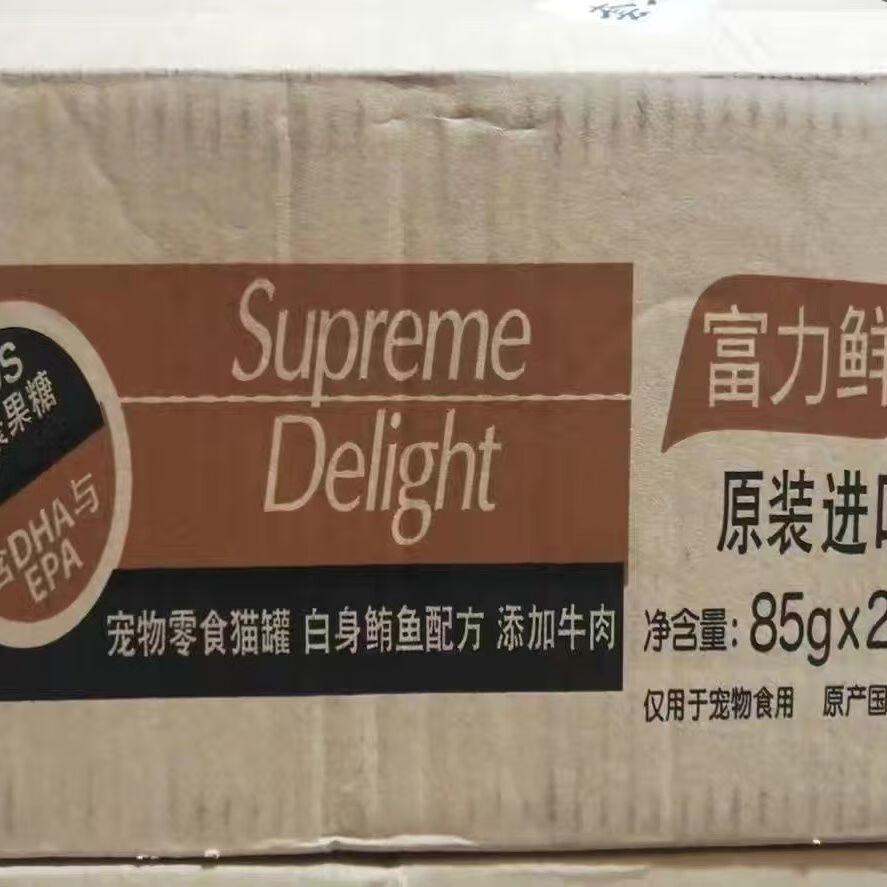 Supreme
Delight
果糖
DHA与
EPA
宠物零食猫罐 白身鲔鱼配方 添加牛肉
富力鲜
原装进口
净含量: 85g×2
仅用于宠物食用 原产国